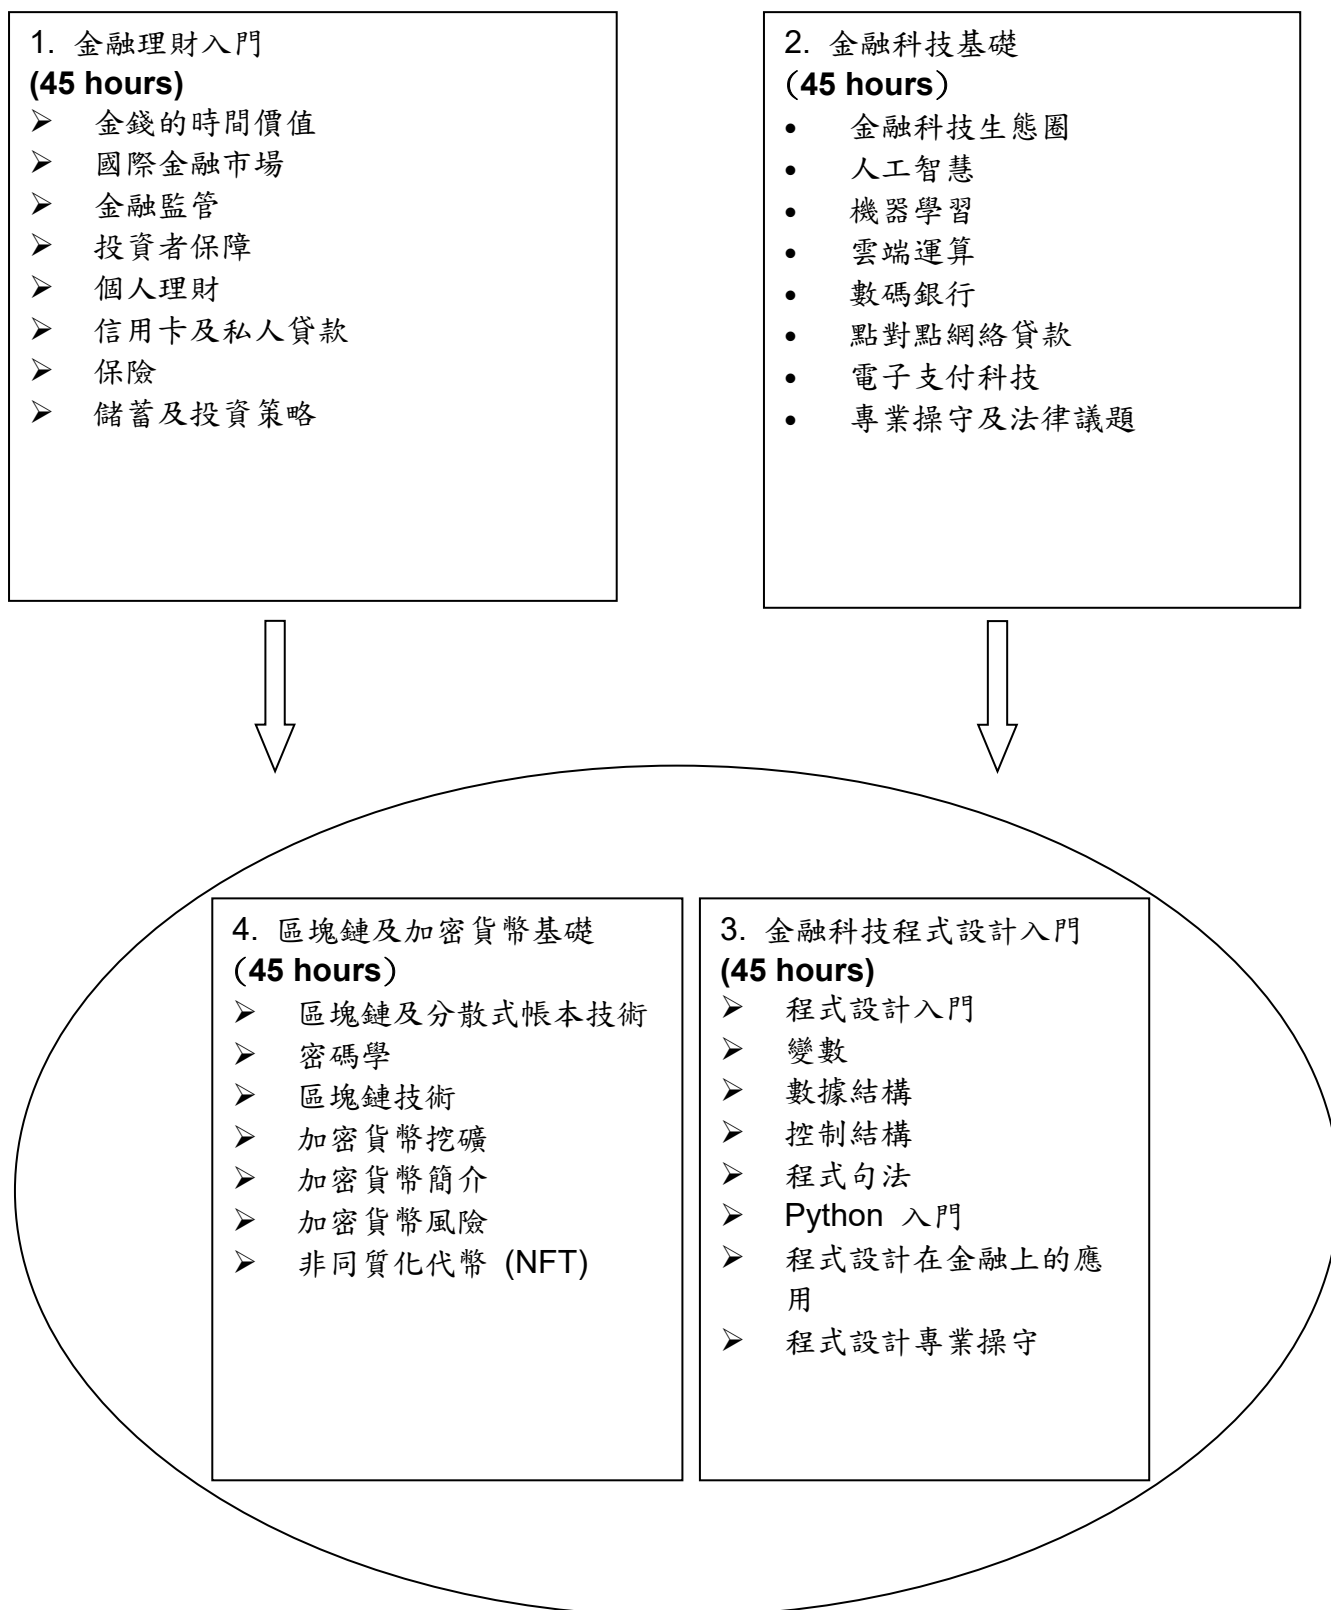 1. 金融理財入門
(45 hours)
➢ 金錢的時間價值
➢ 國際金融市場
➢ 金融監管
➢ 投資者保障
➢ 個人理財
➢ 信用卡及私人貸款
➢ 保險
➢ 儲蓄及投資策略
2. 金融科技基礎
（45 hours）
• 金融科技生態圈
• 人工智慧
• 機器學習
• 雲端運算
• 數碼銀行
• 點對點網絡貸款
• 電子支付科技
• 專業操守及法律議題
4. 區塊鏈及加密貨幣基礎
（45 hours）
➢ 區塊鏈及分散式帳本技術
➢ 密碼學
➢ 區塊鏈技術
➢ 加密貨幣挖礦
➢ 加密貨幣簡介
➢ 加密貨幣風險
➢ 非同質化代幣 (NFT)
3. 金融科技程式設計入門
(45 hours)
➢ 程式設計入門
➢ 變數
➢ 數據結構
➢ 控制結構
➢ 程式句法
➢ Python 入門
➢ 程式設計在金融上的應
用
➢ 程式設計專業操守